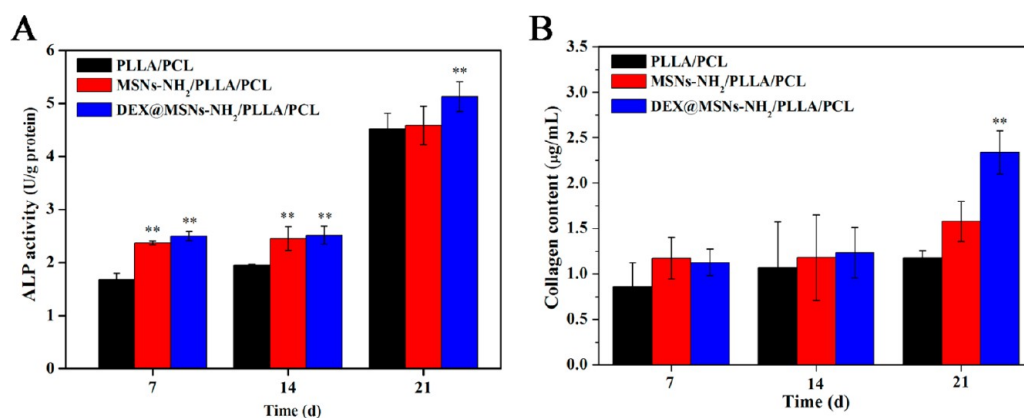 A
ALP activity (U/g protein)
6
5
4
3
2
1
0
PLLA/PCL
MSNs-NH2/PLLA/PCL
DEX@MSNs-NH2/PLLA/PCL
**
**
**
**
**
7
14
21
Time (d)
B
Collagen content (μg/mL)
3.5
3.0
2.5
2.0
1.5
1.0
0.5
0.0
PLLA/PCL
MSNs-NH2/PLLA/PCL
DEX@MSNs-NH2/PLLA/PCL
**
7
14
21
Time (d)